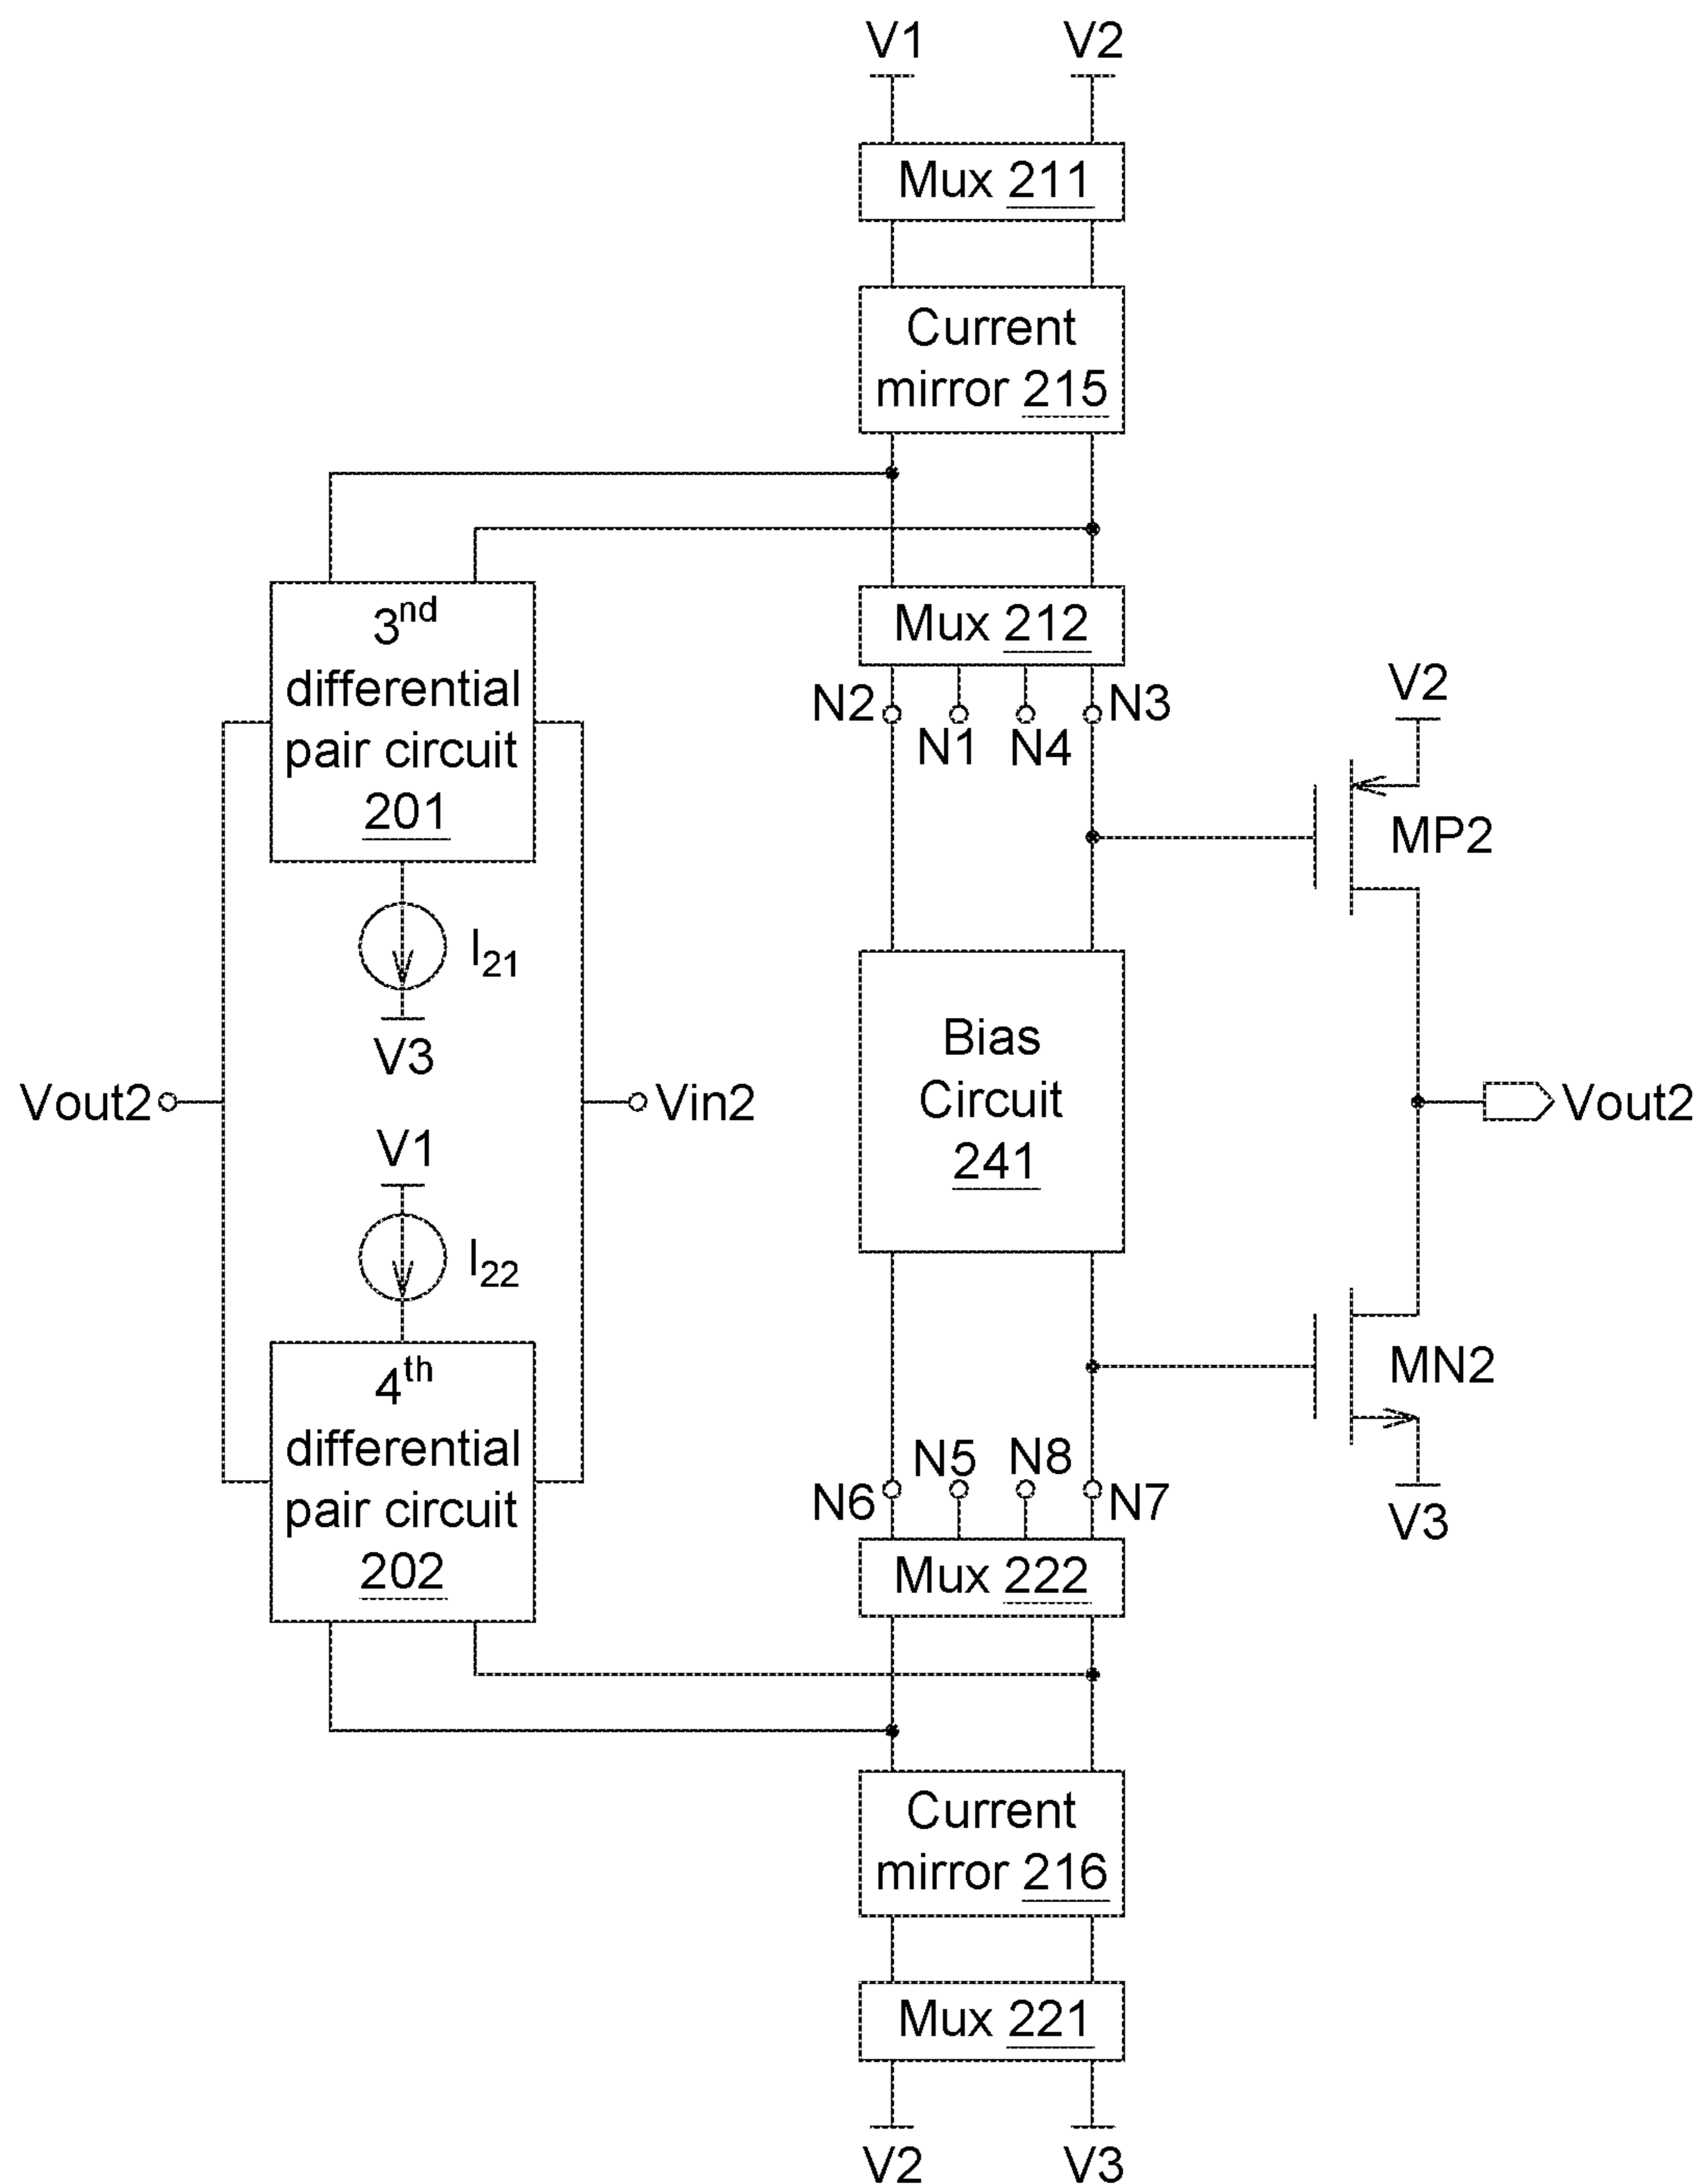 V1 V2
Mux 211
Current
mirror 215
3nd
differential
pair circuit
201
Mux 212
N2 N3
N1 N4
V2
MP2
I21
V3
Bias
Circuit
241
Vout2 Vin2
Vout2
V1
I22
4th
differential
pair circuit
202
MN2
N5 N8
N6 N7
V3
Mux 222
Current
mirror 216
Mux 221
V2 V3